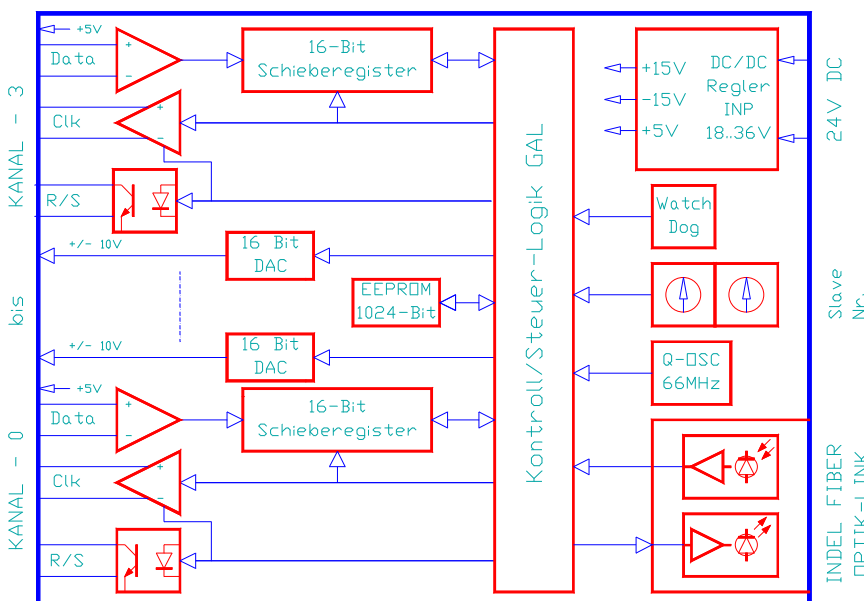 +5V
Data
+
-
16-Bit
Schieberegister
Clk
+
-
R/S
KANAL - 3
+/- 10V
16 Bit
DAC
bis
EEPROM
1024-Bit
+/- 10V
16 Bit
DAC
+5V
Data
+
-
16-Bit
Schieberegister
Clk
+
-
R/S
KANAL - 0
Kontroll/Steuer-Logik GAL
+15V
-15V
+5V
DC/DC
Regler
INP
18..36V
24V DC
Watch
Dog
Slave
Nr.
Q-OSC
66MHz
INDEL FIBER
OPTIK-LINK